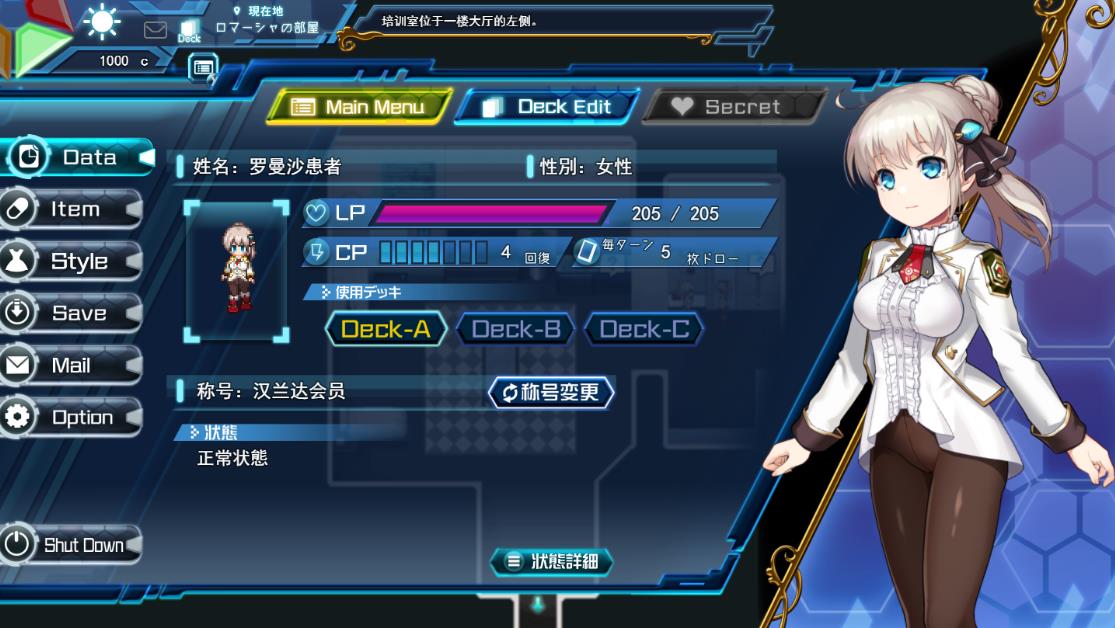 現在地
ロマーシャの部屋
Deck
1000 c
培训室位于一楼大厅的左侧。
Main Menu
Deck Edit
Secret
Data
Item
Style
Save
Mail
Option
Shut Down
姓名：罗曼沙患者
性别：女性
LP
205 / 205
CP
4 回復
毎ターン 5 枚ドロー
使用デッキ
Deck-A
Deck-B
Deck-C
称号：汉兰达会员
称号变更
狀態
正常状態
狀態詳細